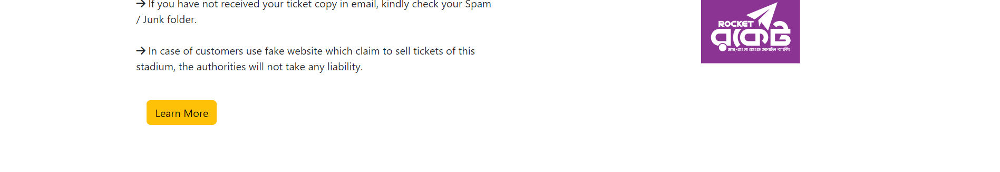 → If you have not received your ticket copy in email, kindly check your Spam
/ Junk folder.
→ In case of customers use fake website which claim to sell tickets of this
stadium, the authorities will not take any liability.
Learn More
ROCKET
রকেট
ডাচ্-বাংলা ব্যাংক মোবাইল ব্যাংকিং